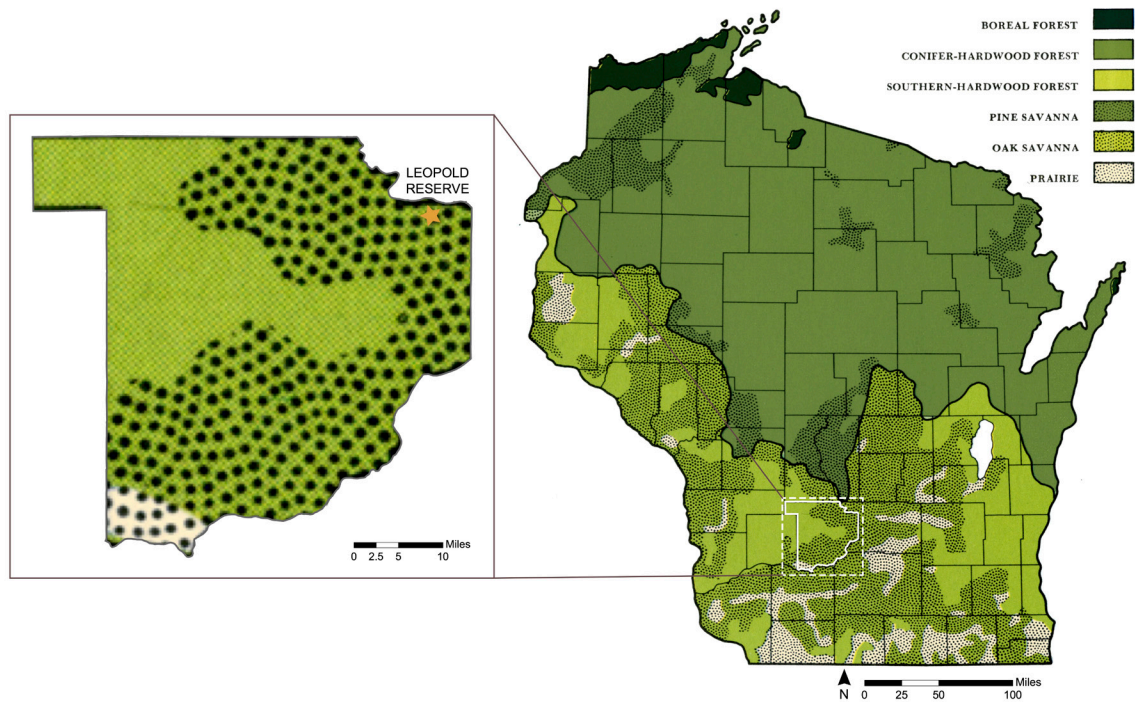 BOREAL FOREST
CONIFER-HARDWOOD FOREST
SOUTHERN-HARDWOOD FOREST
PINE SAVANNA
OAK SAVANNA
PRAIRIE
LEOPOLD
RESERVE
Miles
0 2.5 5 10
N
Miles
0 25 50 100